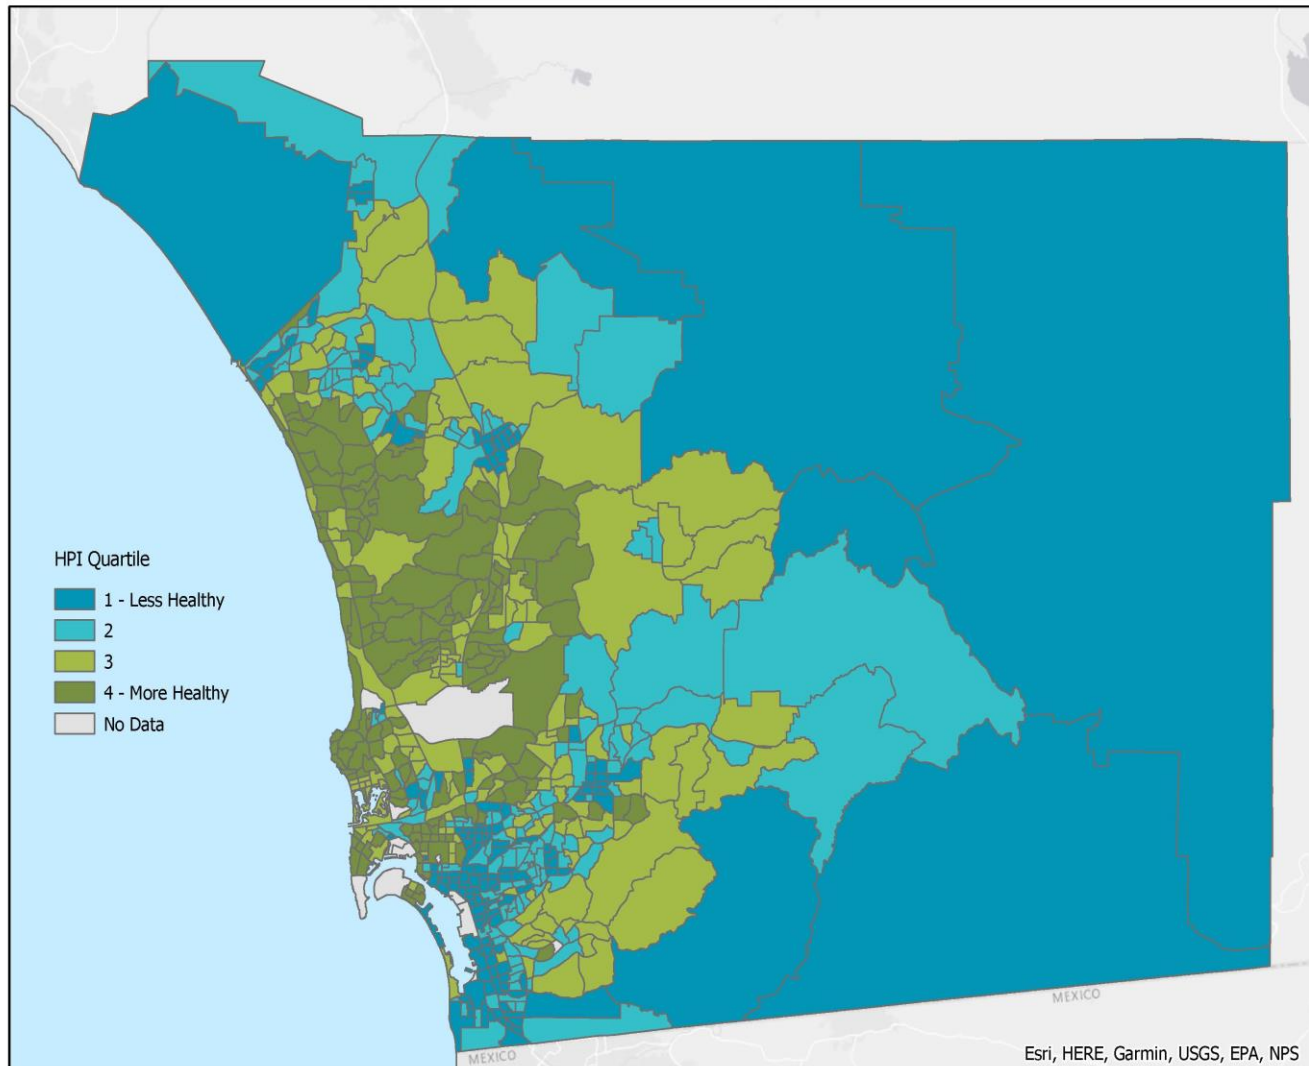 HPI Quartile
1 - Less Healthy
2
3
4 - More Healthy
No Data
MEXICO
MEXICO
Esri, HERE, Garmin, USGS, EPA, NPS